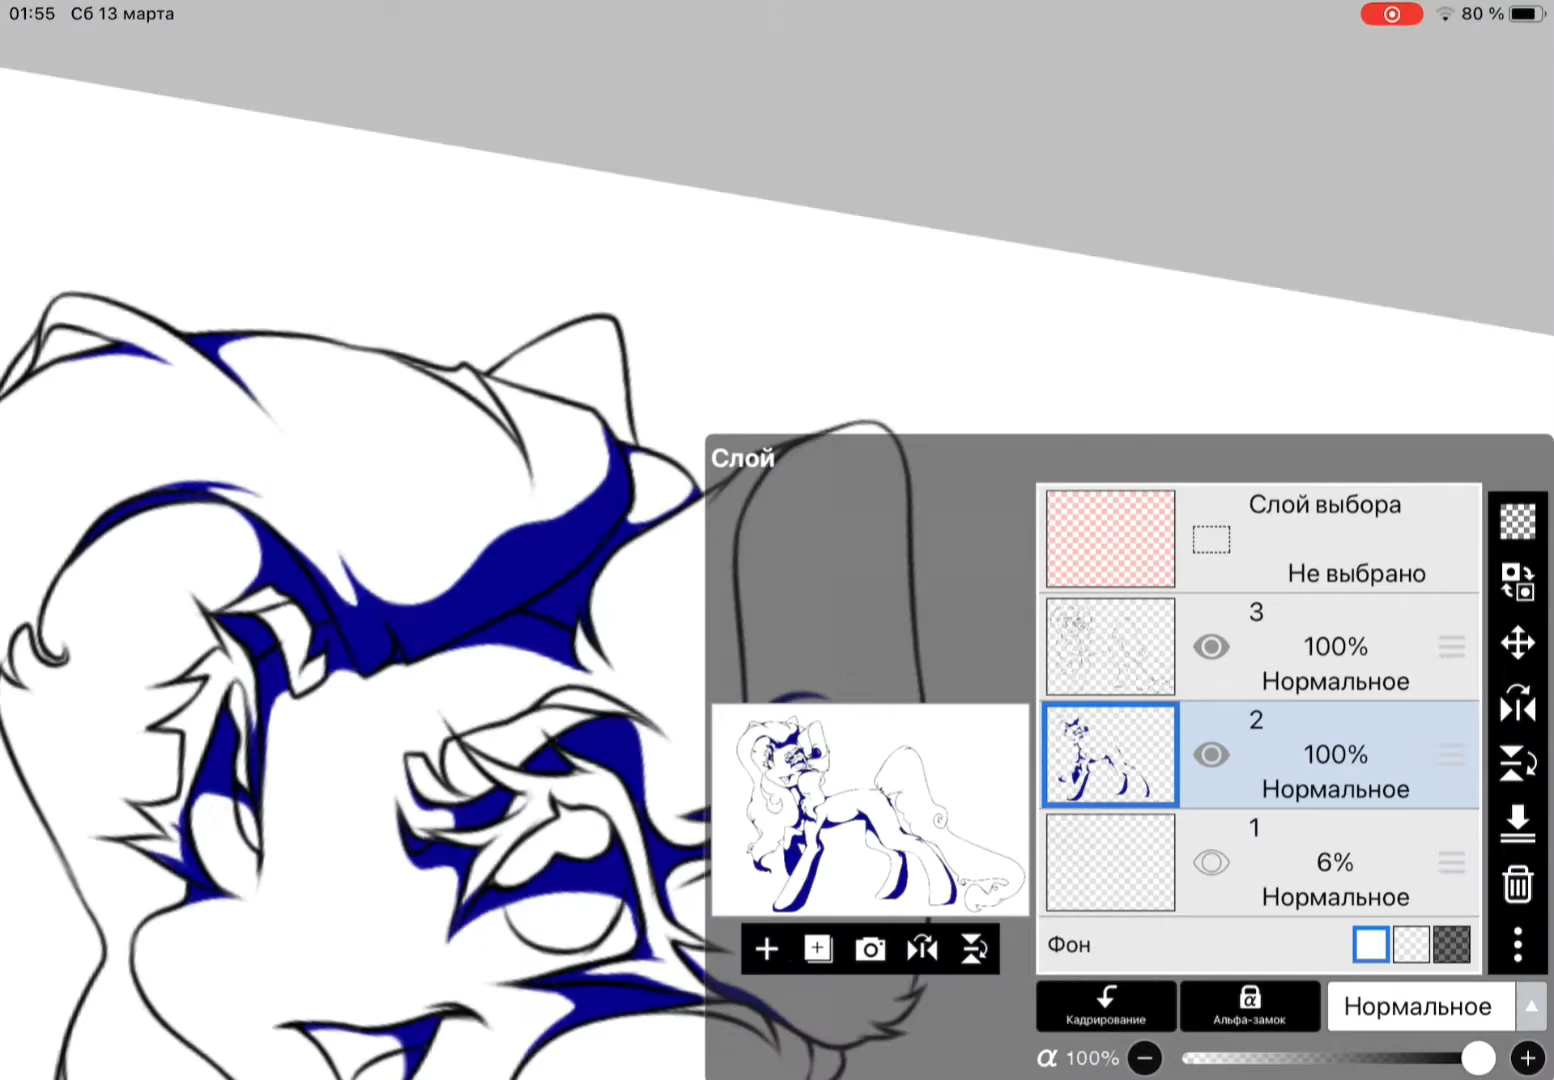 01:55 Сб 13 марта
80 %
Слой
Слой выбора
Не выбрано
3
100%
Нормальное
2
100%
Нормальное
1
6%
Нормальное
Фон
Кадрирование
α
Альфа-замок
Нормальное
α 100%